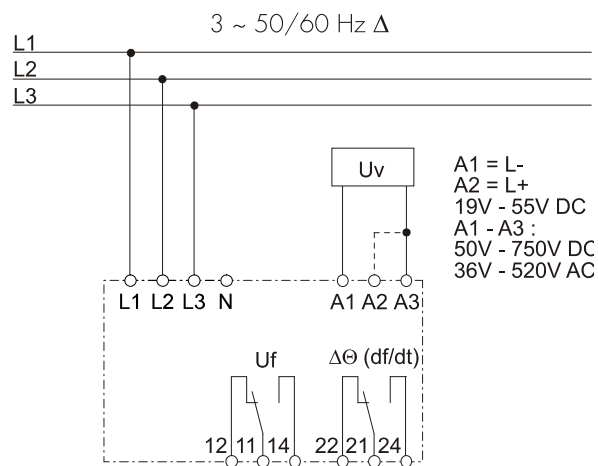 3 ~ 50/60 Hz Δ
L1
L2
L3
Uv
A1 = L-
A2 = L+
19V - 55V DC
A1 - A3 :
50V - 750V DC
36V - 520V AC
L1 L2 L3 N A1 A2 A3
Uf ΔΘ (df/dt)
12 11 14 22 21 24